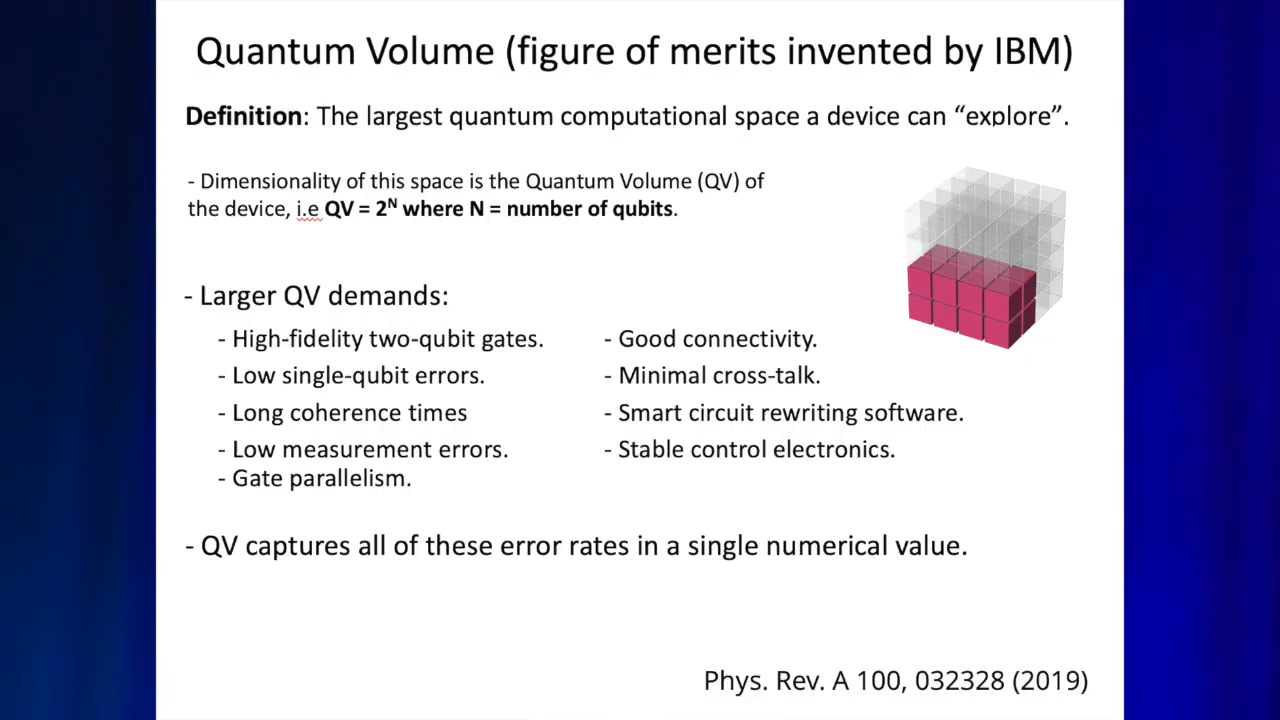 Quantum Volume (figure of merits invented by IBM)
Definition: The largest quantum computational space a device can “explore”.
- Dimensionality of this space is the Quantum Volume (QV) of
the device, i.e QV = 2ᴺ where N = number of qubits.
- Larger QV demands:
- High-fidelity two-qubit gates.
- Low single-qubit errors.
- Long coherence times
- Low measurement errors.
- Gate parallelism.
- Good connectivity.
- Minimal cross-talk.
- Smart circuit rewriting software.
- Stable control electronics.
- QV captures all of these error rates in a single numerical value.
Phys. Rev. A 100, 032328 (2019)